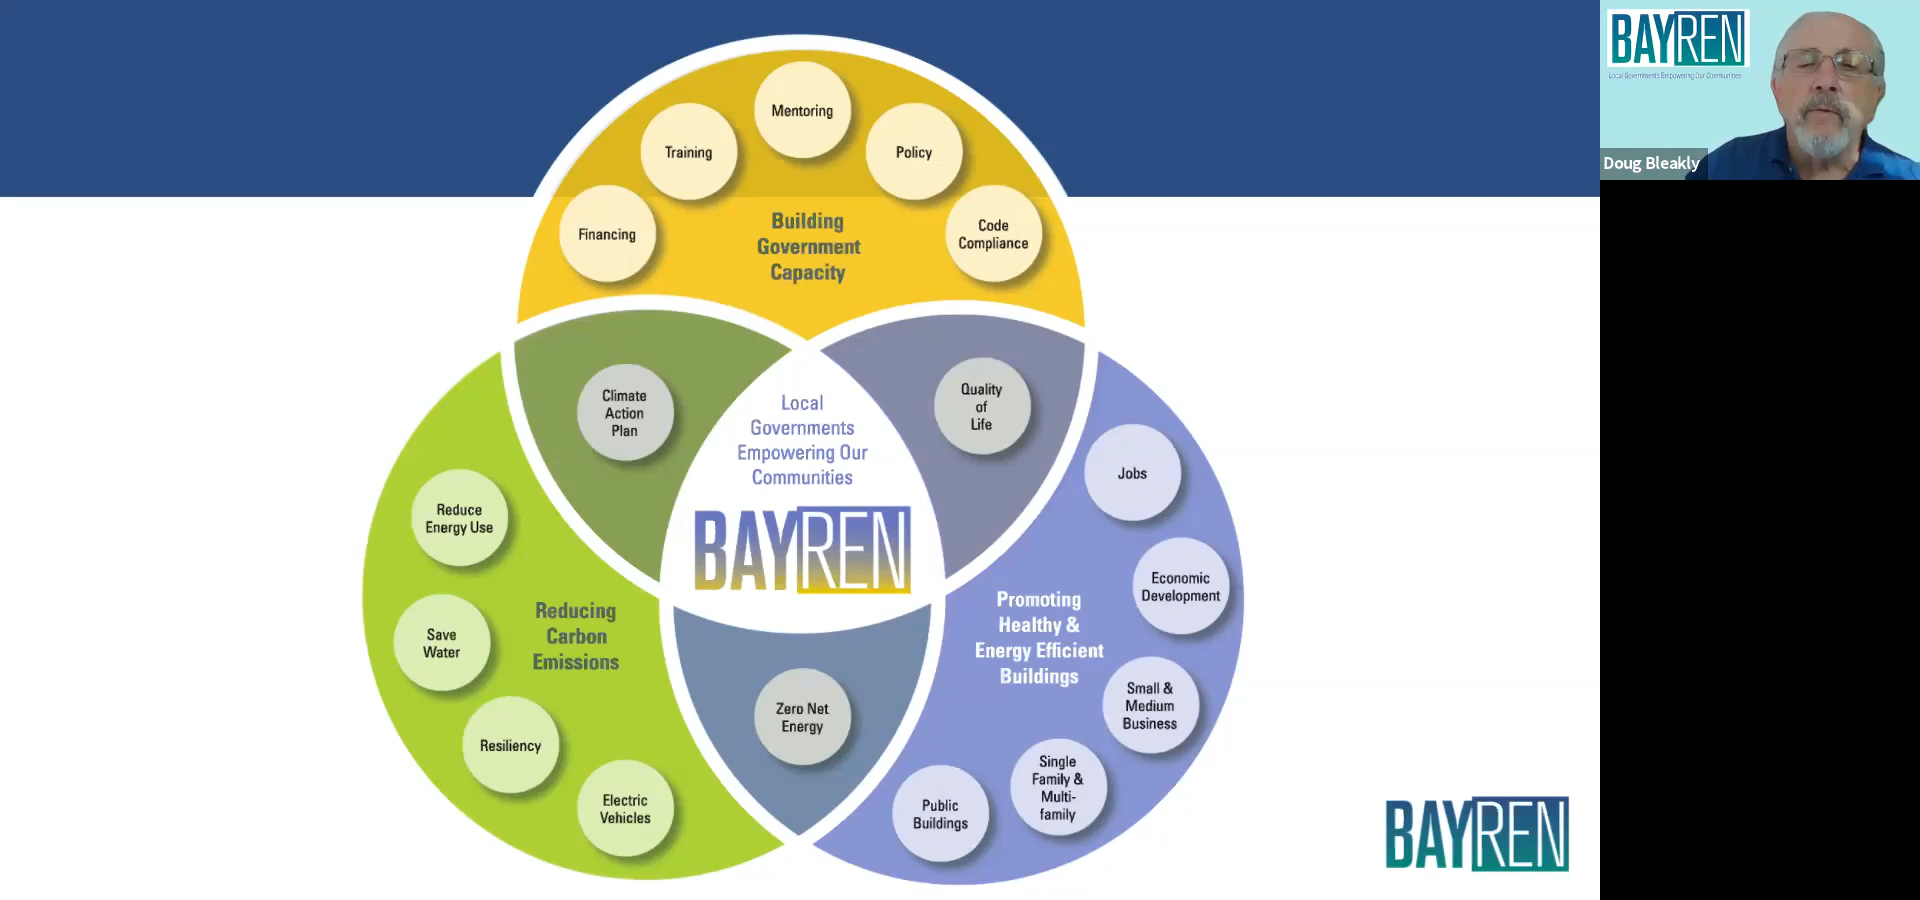 Mentoring
Training
Policy
Financing
Code
Compliance
Building
Government
Capacity
Climate
Action
Plan
Quality
of
Life
Local
Governments
Empowering Our
Communities
BAYREN
Reduce
Energy Use
Save
Water
Resiliency
Electric
Vehicles
Reducing
Carbon
Emissions
Zero Net
Energy
Promoting
Healthy &
Energy Efficient
Buildings
Jobs
Economic
Development
Small &
Medium
Business
Single
Family &
Multi-
family
Public
Buildings
BAYREN
BAYREN
Local Governments Empowering Our Communities
Doug Bleakly